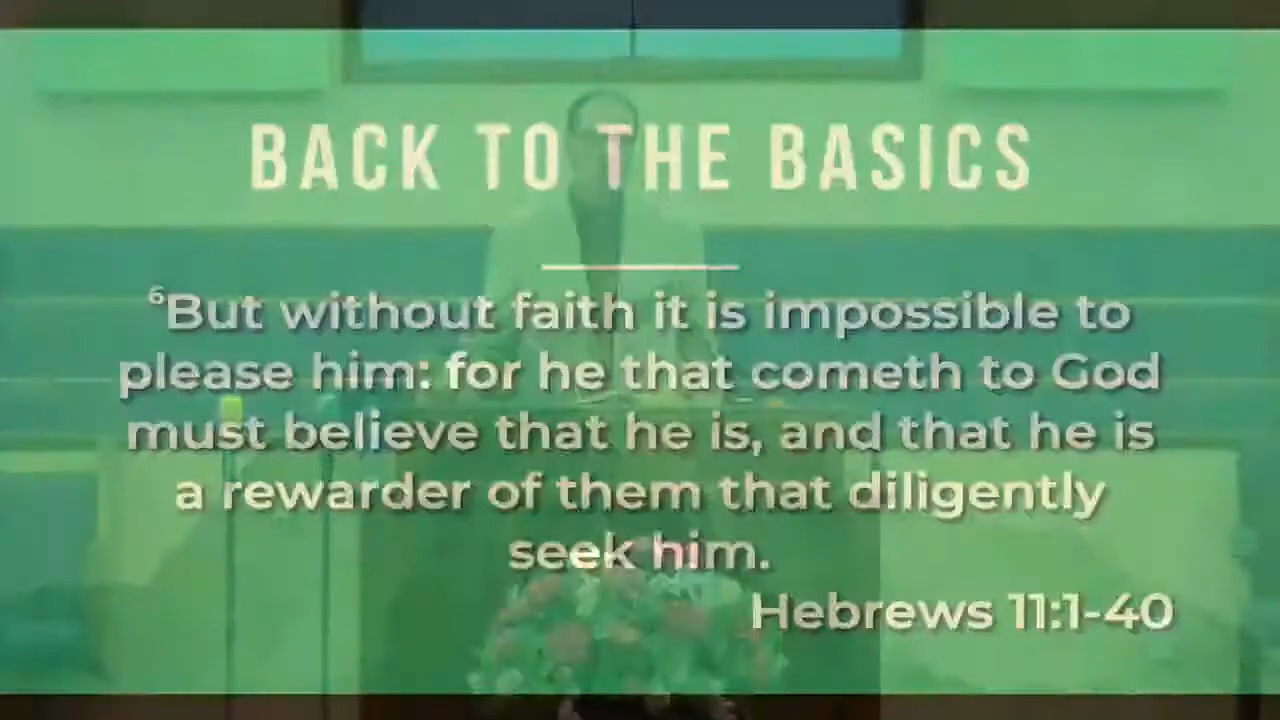 BACK TO THE BASICS
⁶But without faith it is impossible to
please him: for he that cometh to God
must believe that he is, and that he is
a rewarder of them that diligently
seek him.
Hebrews 11:1-40